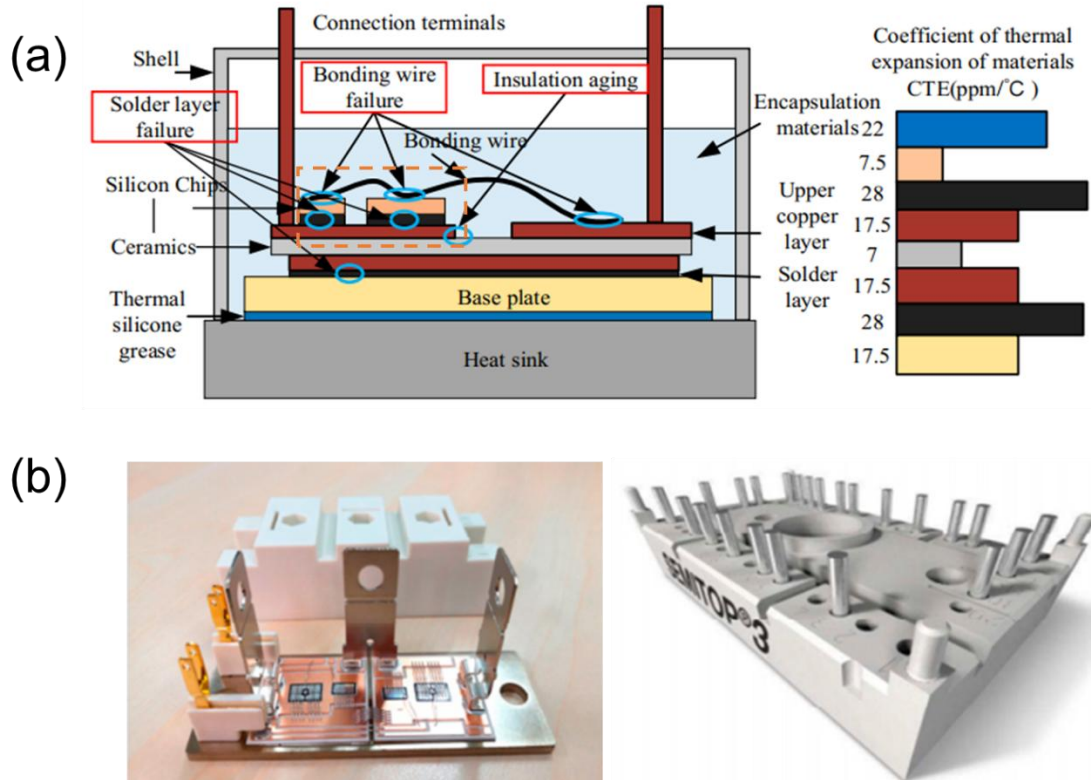 (a)
Connection terminals
Shell
Solder layer
failure
Bonding wire
failure
Insulation aging
Bonding wire
Encapsulation
materials
Silicon Chips
Ceramics
Upper
copper
layer
Solder
layer
Thermal
silicone
grease
Base plate
Heat sink
Coefficient of thermal
expansion of materials
CTE(ppm/℃ )
22
7.5
28
17.5
7
17.5
28
17.5
(b)
SEMITOP®3